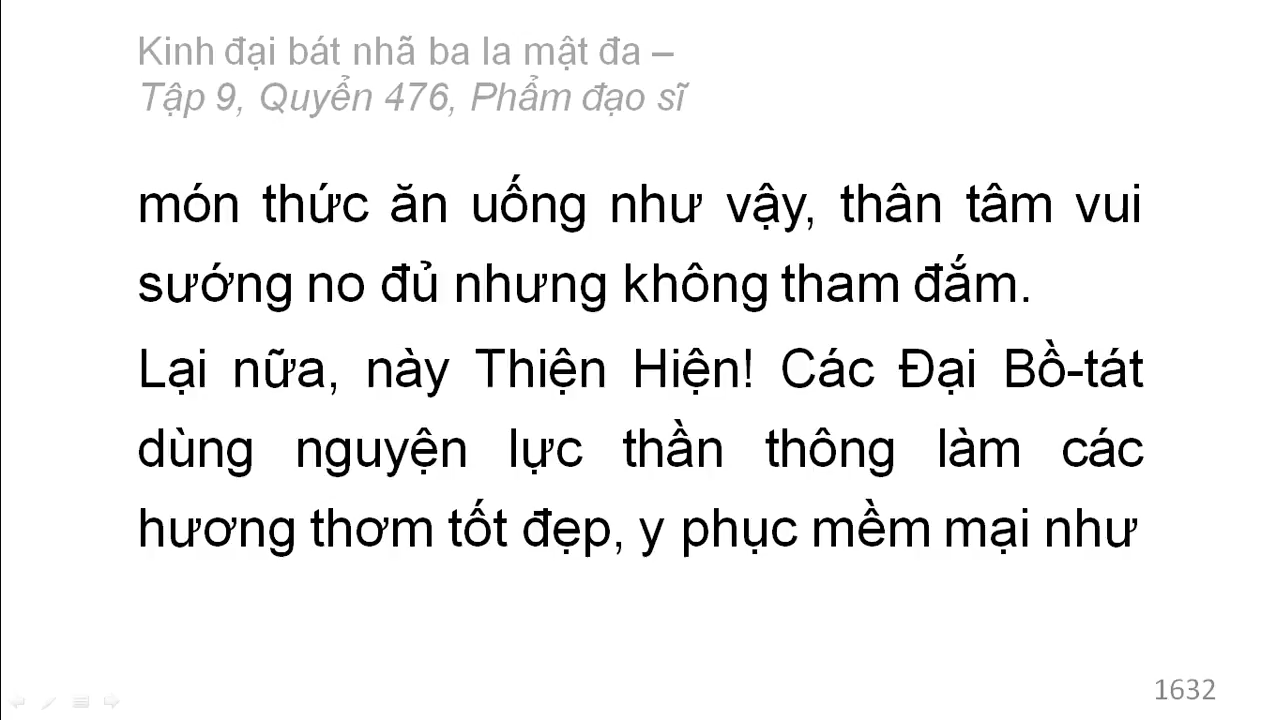 Kinh đại bát nhã ba la mật đa –
Tập 9, Quyển 476, Phẩm đạo sĩ
món thức ăn uống như vậy, thân tâm vui
sướng no đủ nhưng không tham đắm.
Lại nữa, này Thiện Hiện! Các Đại Bồ-tát
dùng nguyện lực thần thông làm các
hương thơm tốt đẹp, y phục mềm mại như
1632